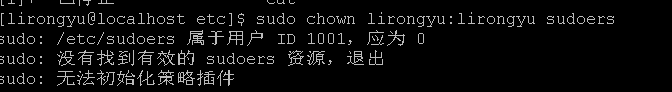 [lirongyu@localhost etc]$ sudo chown lirongyu:lirongyu sudoers
sudo: /etc/sudoers 属于用户 ID 1001，应为 0
sudo: 没有找到有效的 sudoers 资源，退出
sudo: 无法初始化策略插件